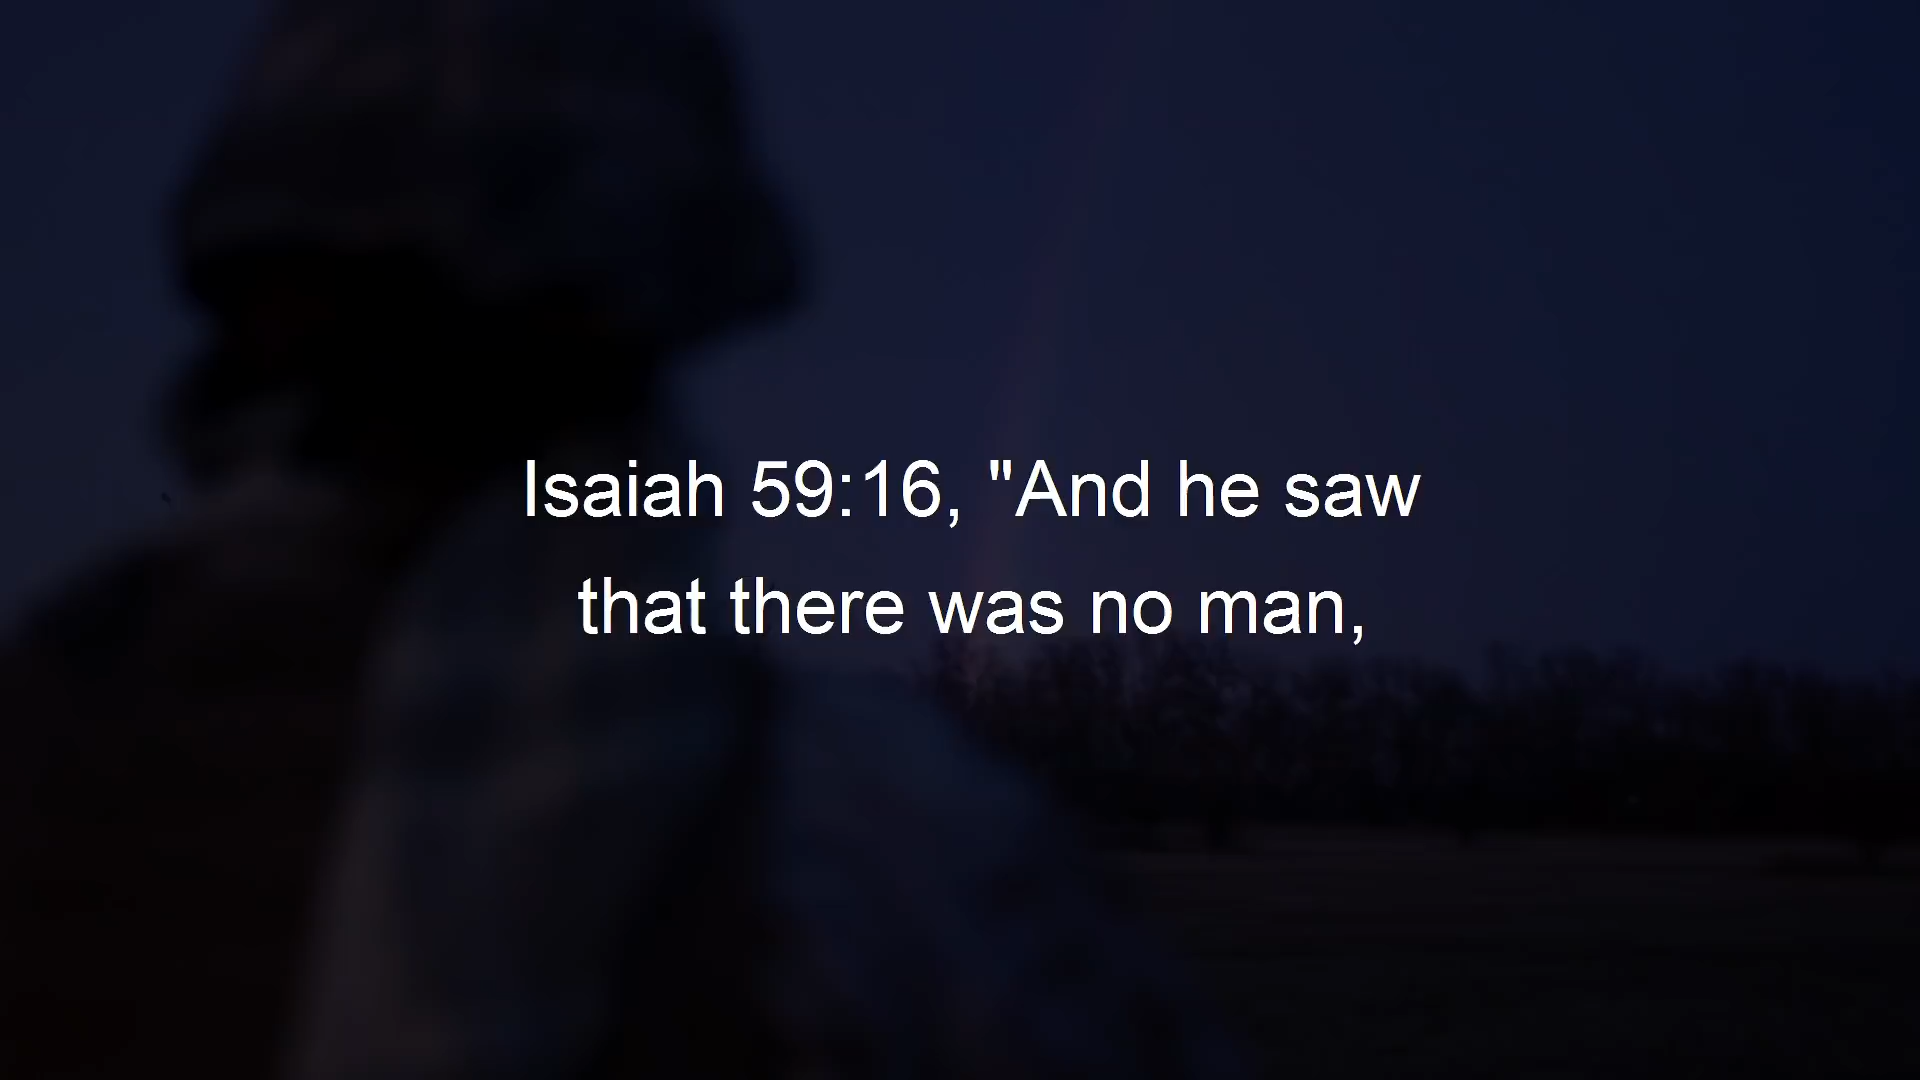 Isaiah 59:16, "And he saw
that there was no man,